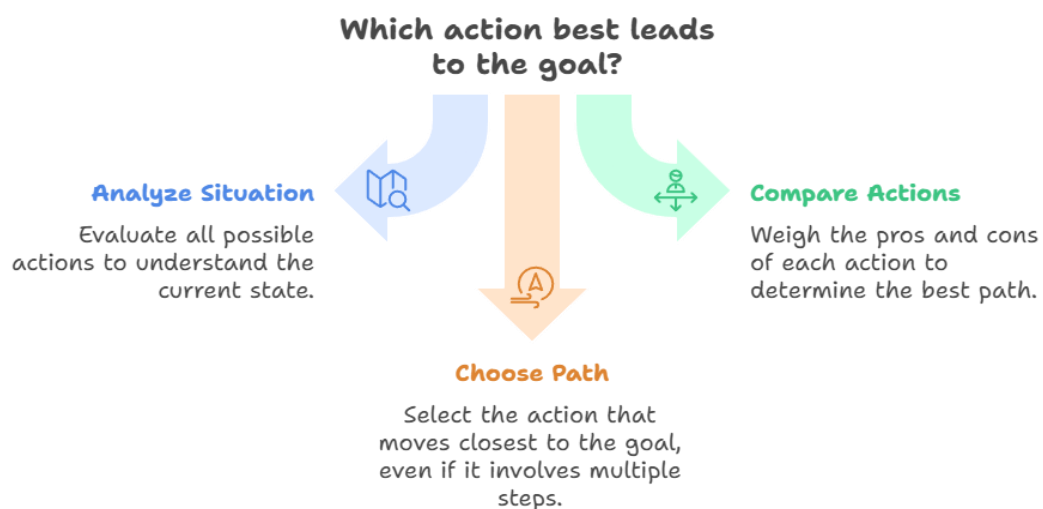 Which action best leads
to the goal?
Analyze Situation
Evaluate all possible
actions to understand the
current state.
Compare Actions
Weigh the pros and cons
of each action to
determine the best path.
Choose Path
Select the action that
moves closest to the goal,
even if it involves multiple
steps.